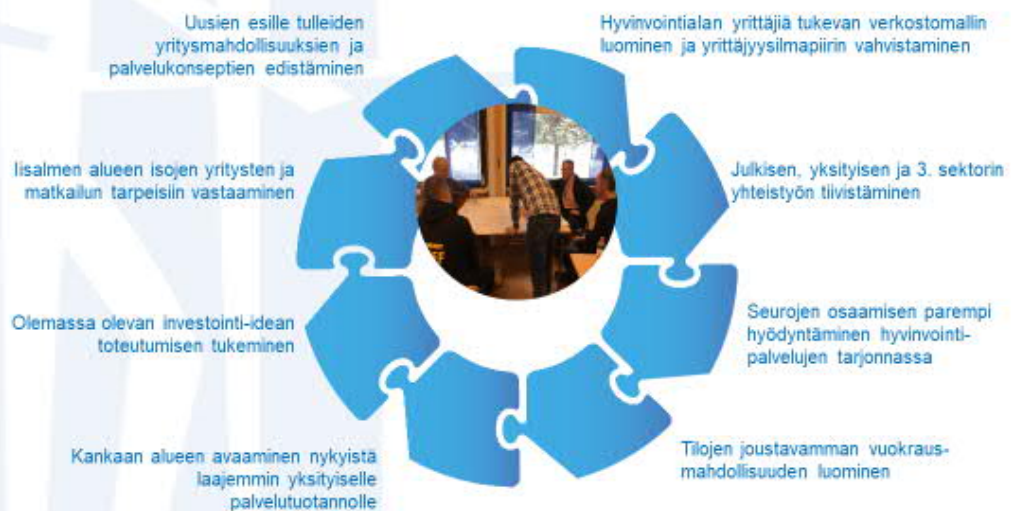 Uusien esille tulleiden
yritysmahdollisuuksien ja
palvelukonseptien edistäminen
Hyvinvointialan yrittäjiä tukevan verkostomallin
luominen ja yrittäjyysilmapiirin vahvistaminen
Iisalmen alueen isojen yritysten ja
matkailun tarpeisiin vastaaminen
Julkisen, yksityisen ja 3. sektorin
yhteistyön tiivistäminen
Olemassa olevan investointi-idean
toteutumisen tukeminen
Seurojen osaamisen parempi
hyödyntäminen hyvinvointi-
palvelujen tarjonnassa
Kankaan alueen avaaminen nykyistä
laajemmin yksityiselle
palvelutuotannolle
Tilojen joustavamman vuokraus-
mahdollisuuden luominen